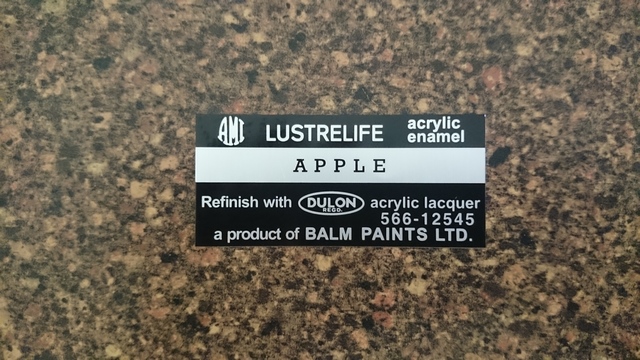 AMI LUSTRELIFE acrylic enamel
APPLE
Refinish with DULON REGD. acrylic lacquer
566-12545
a product of BALM PAINTS LTD.